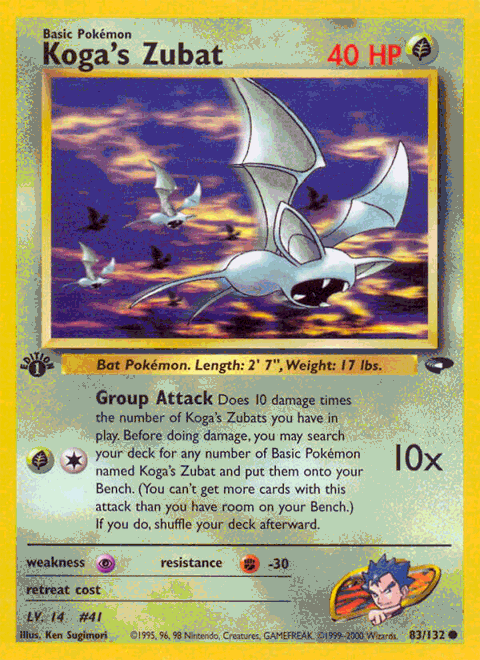 Basic Pokémon
Koga's Zubat
40 HP
EDITION
1
Bat Pokémon. Length: 2' 7", Weight: 17 lbs.
Group Attack Does 10 damage times
the number of Koga's Zubats you have in
play. Before doing damage, you may search
your deck for any number of Basic Pokémon
named Koga's Zubat and put them onto your
Bench. (You can't get more cards with this
attack than you have room on your Bench.)
If you do, shuffle your deck afterward.
10x
weakness resistance -30
retreat cost
LV. 14 #41
Illus. Ken Sugimori ©1995, 96, 98 Nintendo, Creatures, GAMEFREAK. ©1999-2000 Wizards. 83/132